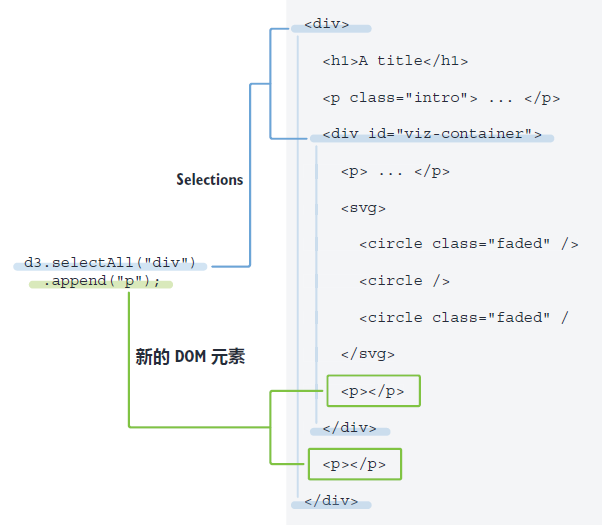 <div>
<h1>A title</h1>
<p class="intro"> ... </p>
<div id="viz-container">
<p> ... </p>
Selections
<svg>
<circle class="faded" />
d3.selectAll("div")
.append("p");
<circle />
<circle class="faded" /
新的 DOM 元素
</svg>
<p></p>
</div>
<p></p>
</div>